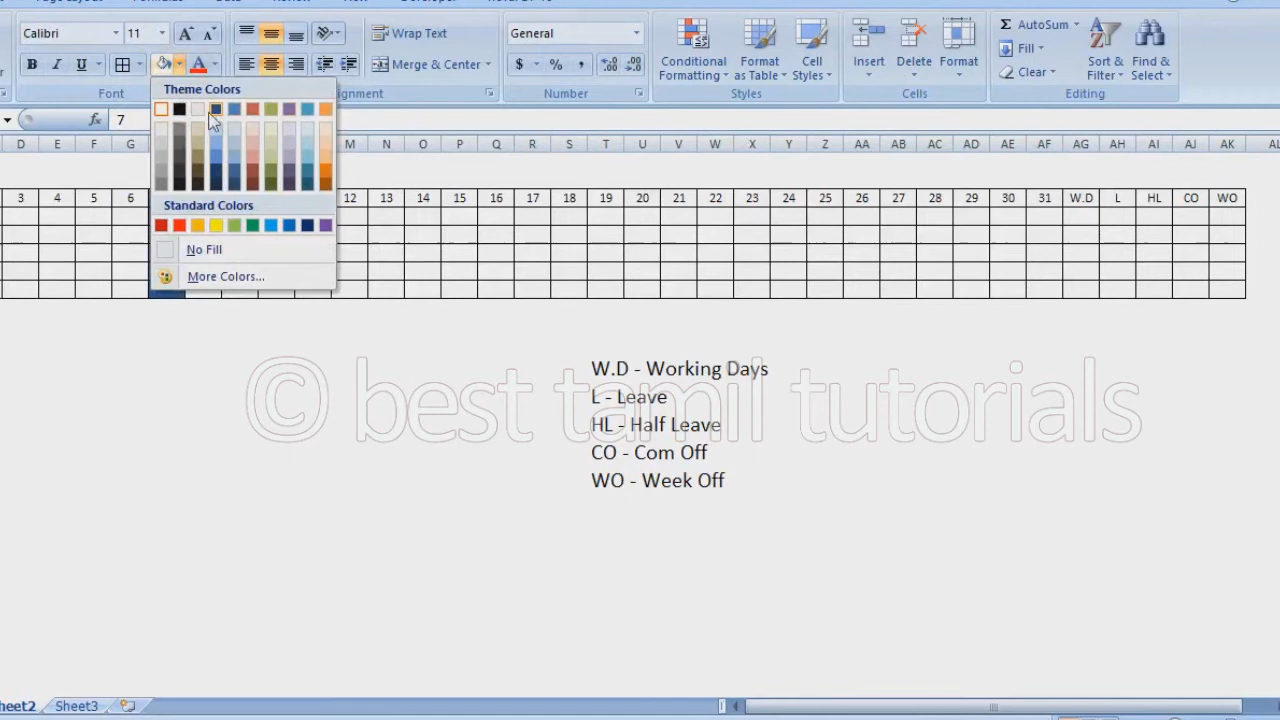 Calibri 11 Wrap Text General AutoSum
Conditional Formatting Format as Table Cell Styles Insert Delete Format Fill Clear Sort & Filter Find & Select
B I U A Merge & Center $ % ,
Font Number Styles Cells Editing
Theme Colors
fx 7
D E F G M N O P Q R S T U V W X Y Z AA AB AC AD AE AF AG AH AI AJ AK AL
3 4 5 6 12 13 14 15 16 17 18 19 20 21 22 23 24 25 26 27 28 29 30 31 W.D L HL CO WO
Standard Colors
No Fill
More Colors...
W.D - Working Days
L - Leave
HL - Half Leave
CO - Com Off
WO - Week Off
© best tamil tutorials
Sheet3